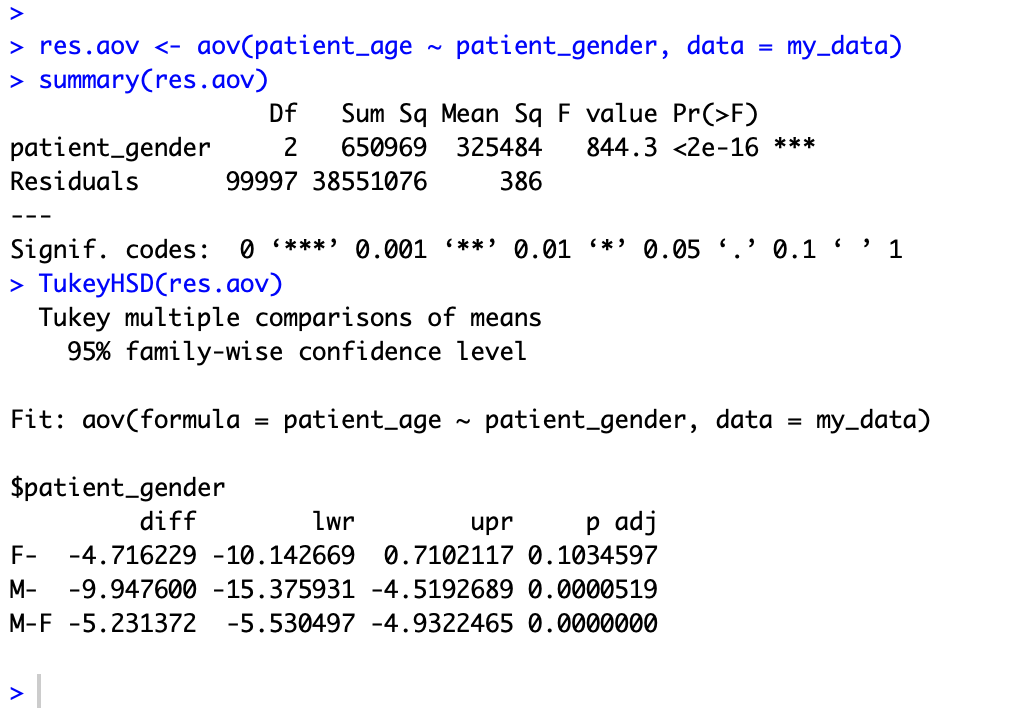 >
> res.aov <- aov(patient_age ~ patient_gender, data = my_data)
> summary(res.aov)
                  Df   Sum Sq Mean Sq F value Pr(>F)
patient_gender     2   650969  325484   844.3 <2e-16 ***
Residuals      99997 38551076     386
---
Signif. codes:  0 ‘***’ 0.001 ‘**’ 0.01 ‘*’ 0.05 ‘.’ 0.1 ‘ ’ 1
> TukeyHSD(res.aov)
  Tukey multiple comparisons of means
    95% family-wise confidence level

Fit: aov(formula = patient_age ~ patient_gender, data = my_data)

$patient_gender
         diff        lwr        upr     p adj
F-  -4.716229 -10.142669  0.7102117 0.1034597
M-  -9.947600 -15.375931 -4.5192689 0.0000519
M-F -5.231372  -5.530497 -4.9322465 0.0000000

>